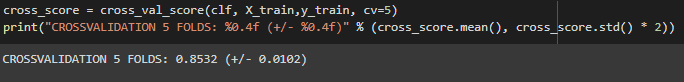 cross_score = cross_val_score(clf, X_train,y_train, cv=5)
print("CROSSVALIDATION 5 FOLDS: %0.4f (+/- %0.4f)" % (cross_score.mean(), cross_score.std() * 2))
CROSSVALIDATION 5 FOLDS: 0.8532 (+/- 0.0102)